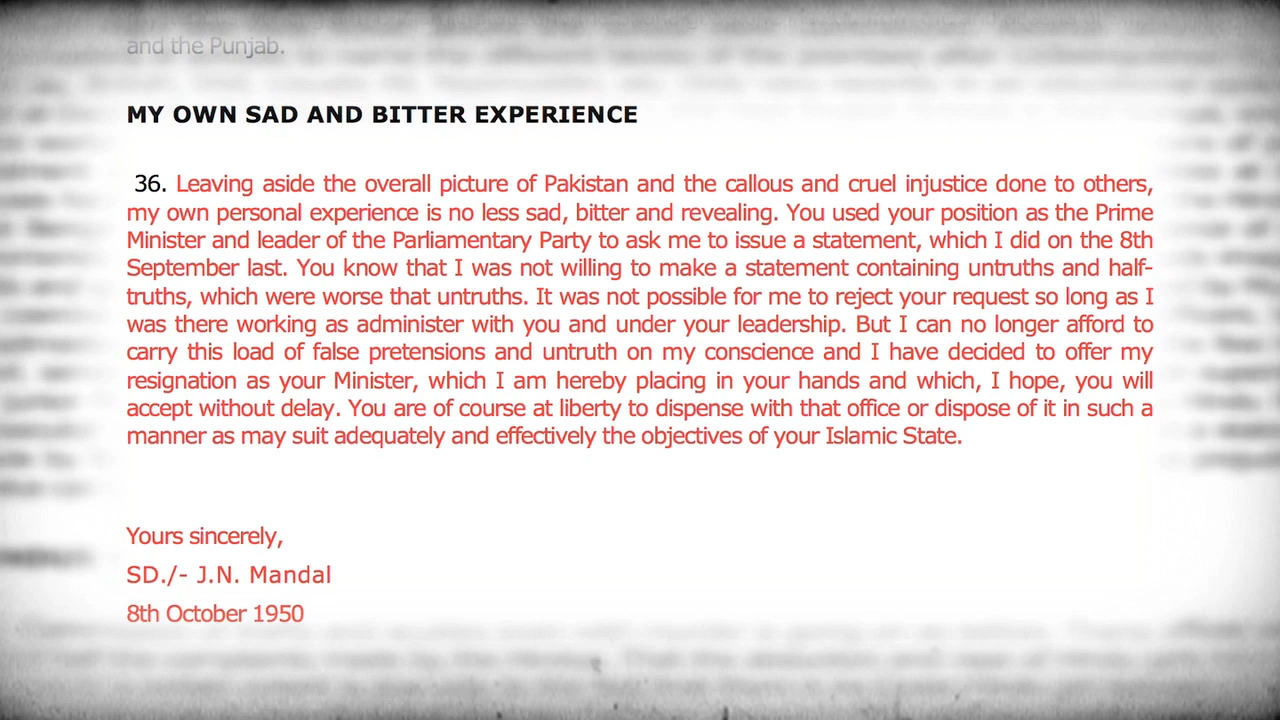 and the Punjab.
MY OWN SAD AND BITTER EXPERIENCE
36. Leaving aside the overall picture of Pakistan and the callous and cruel injustice done to others,
my own personal experience is no less sad, bitter and revealing. You used your position as the Prime
Minister and leader of the Parliamentary Party to ask me to issue a statement, which I did on the 8th
September last. You know that I was not willing to make a statement containing untruths and half-
truths, which were worse that untruths. It was not possible for me to reject your request so long as I
was there working as administer with you and under your leadership. But I can no longer afford to
carry this load of false pretensions and untruth on my conscience and I have decided to offer my
resignation as your Minister, which I am hereby placing in your hands and which, I hope, you will
accept without delay. You are of course at liberty to dispense with that office or dispose of it in such a
manner as may suit adequately and effectively the objectives of your Islamic State.
Yours sincerely,
SD./- J.N. Mandal
8th October 1950